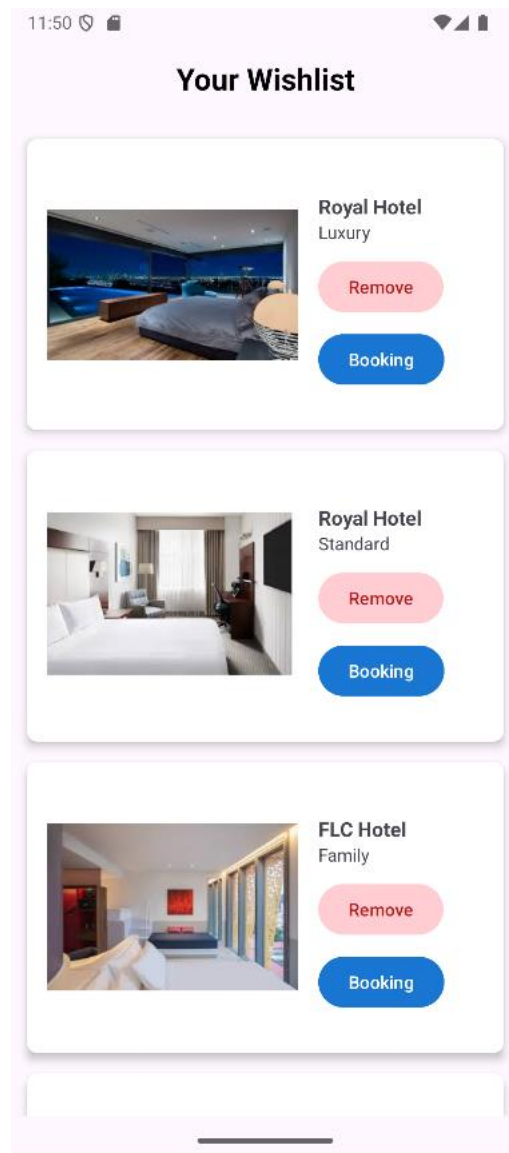 11:50
Your Wishlist
Royal Hotel
Luxury
Remove
Booking
Royal Hotel
Standard
Remove
Booking
FLC Hotel
Family
Remove
Booking